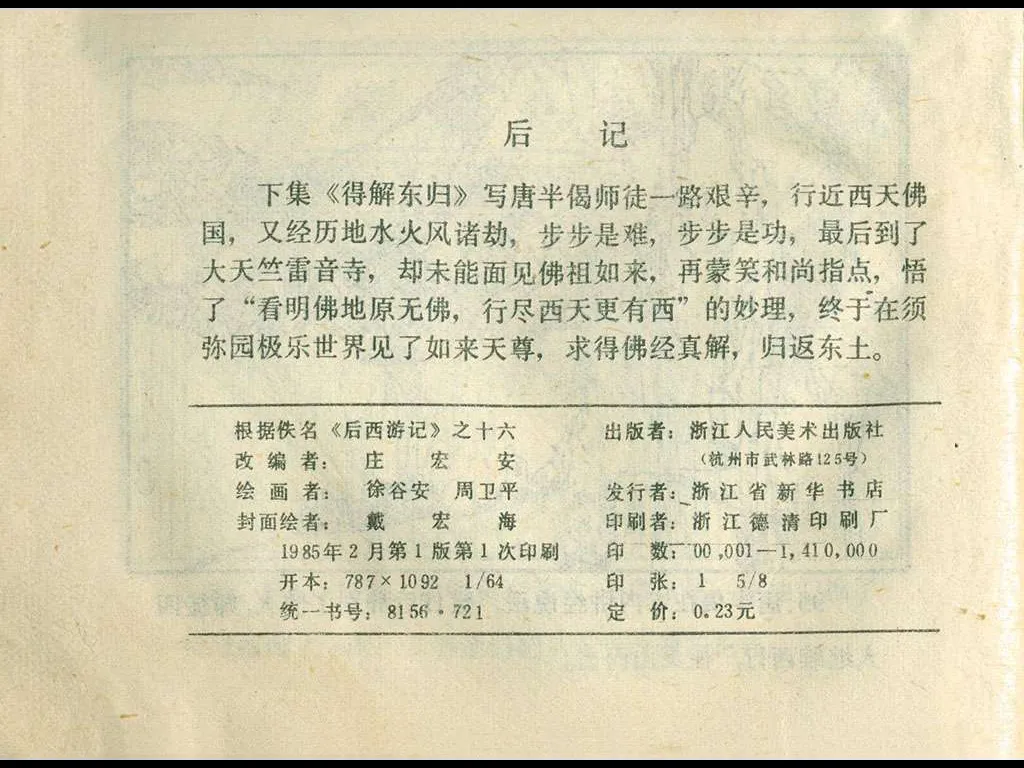 后 记
下集《得解东归》写唐半偈师徒一路艰辛，行近西天佛
国，又经历地水火风诸劫，步步是难，步步是功，最后到了
大天竺雷音寺，却未能面见佛祖如来，再蒙笑和尚指点，悟
了“看明佛地原无佛，行尽西天更有西”的妙理，终于在须
弥园极乐世界见了如来天尊，求得佛经真解，归返东土。
根据佚名《后西游记》之十六
改编者：庄宏安
绘画者：徐谷安 周卫平
封面绘者：戴宏海
1985年2月第1版第1次印刷
开本：787×1092 1/64
统一书号：8156·721
出版者：浙江人民美术出版社
（杭州市武林路125号）
发行者：浙江省新华书店
印刷者：浙江德清印刷厂
印 数：00,001—1,410,000
印 张：1 5/8
定 价：0.23元